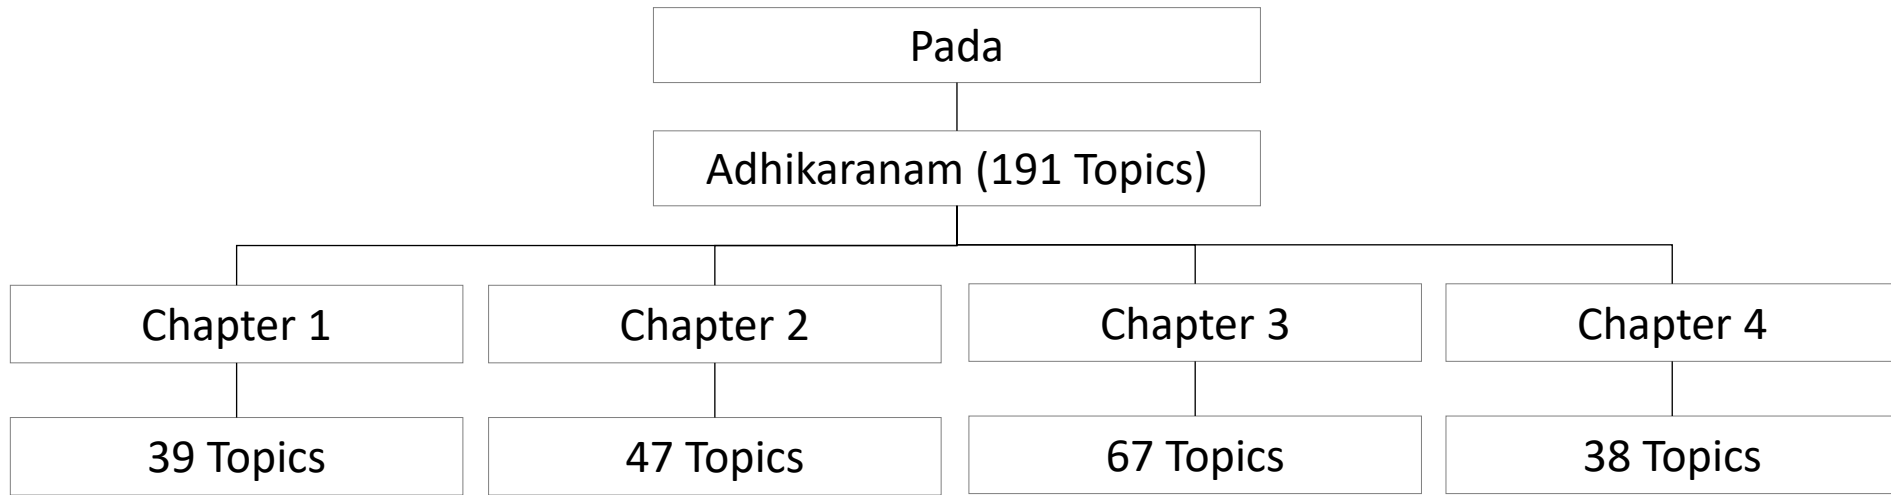 Pada
Adhikaranam (191 Topics)
Chapter 1
Chapter 2
Chapter 3
Chapter 4
39 Topics
47 Topics
67 Topics
38 Topics